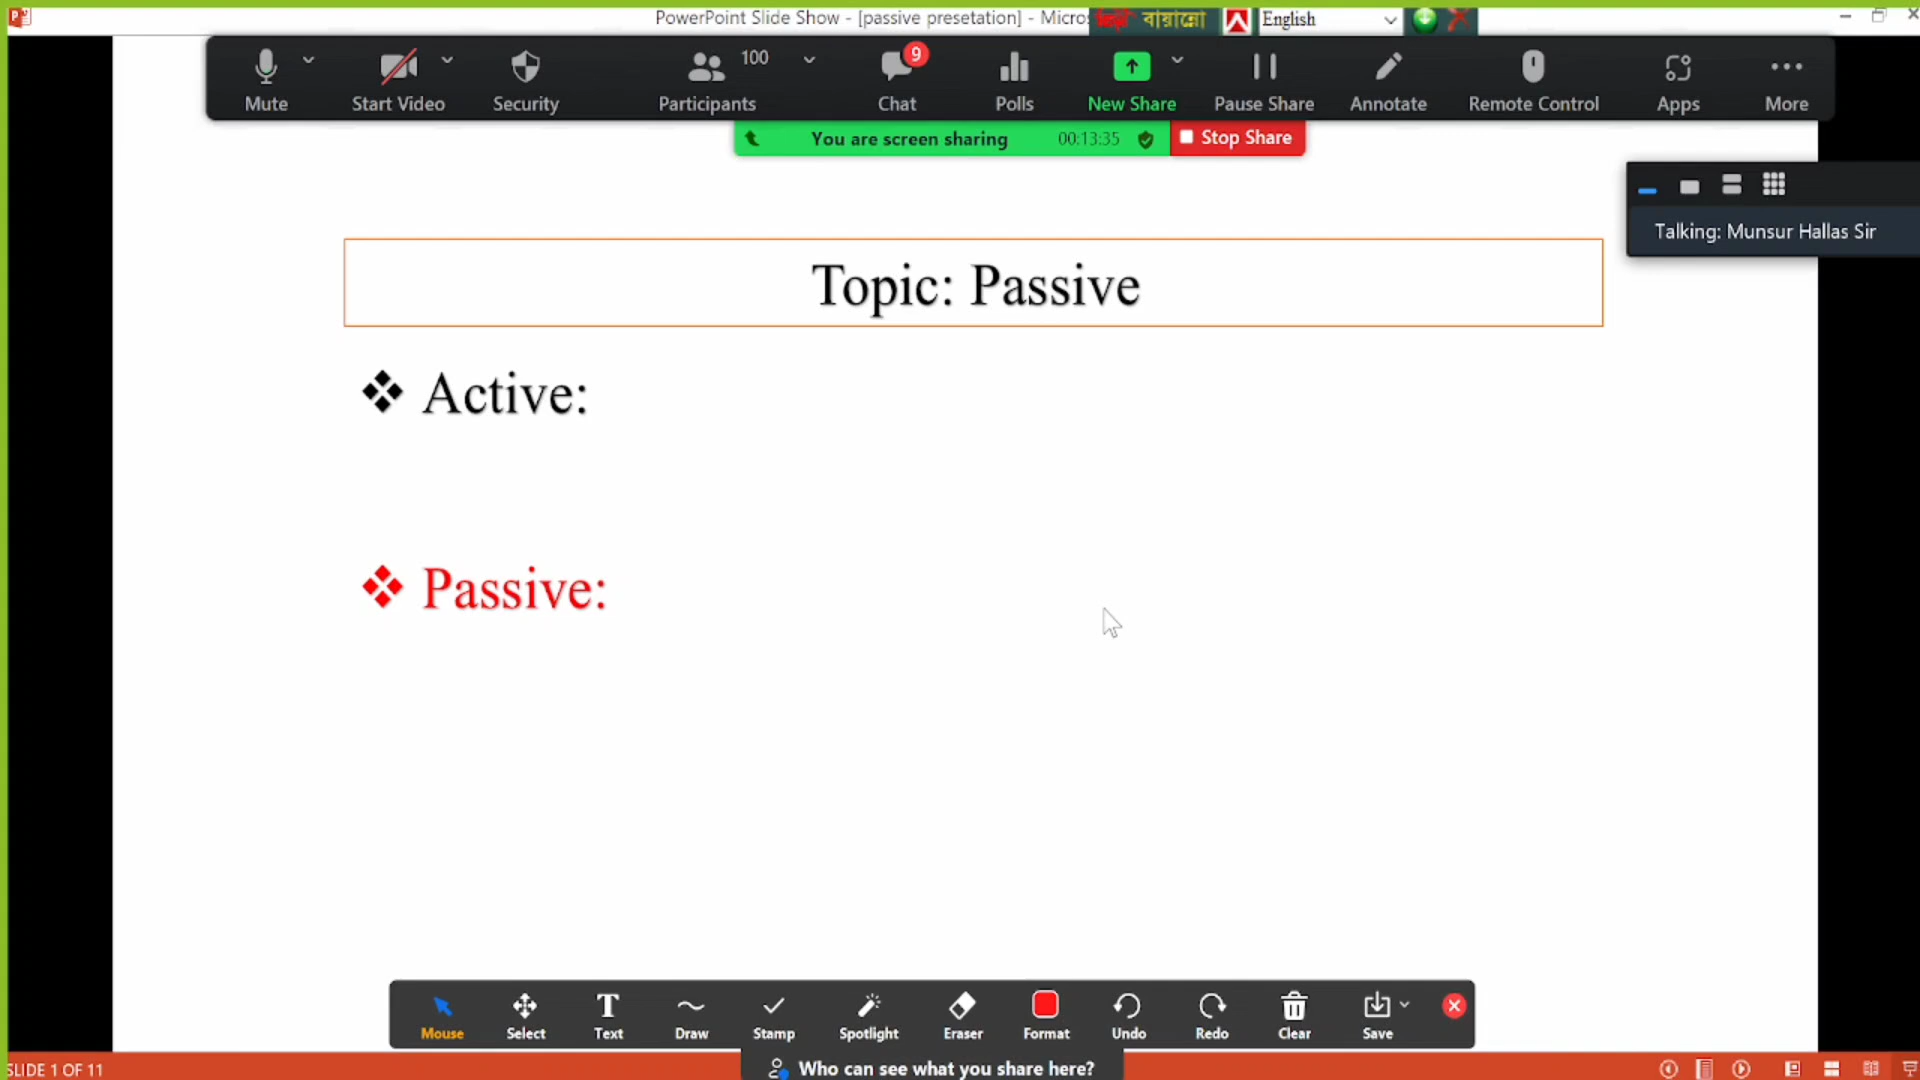 PowerPoint Slide Show - [passive presetation] - Micros
বায়ান্নো
English
100
9
Mute
Start Video
Security
Participants
Chat
Polls
New Share
Pause Share
Annotate
Remote Control
Apps
More
You are screen sharing 00:13:35
Stop Share
Talking: Munsur Hallas Sir
Topic: Passive
Active:
Passive:
Mouse
Select
Text
Draw
Stamp
Spotlight
Eraser
Format
Undo
Redo
Clear
Save
Who can see what you share here?
SLIDE 1 OF 11